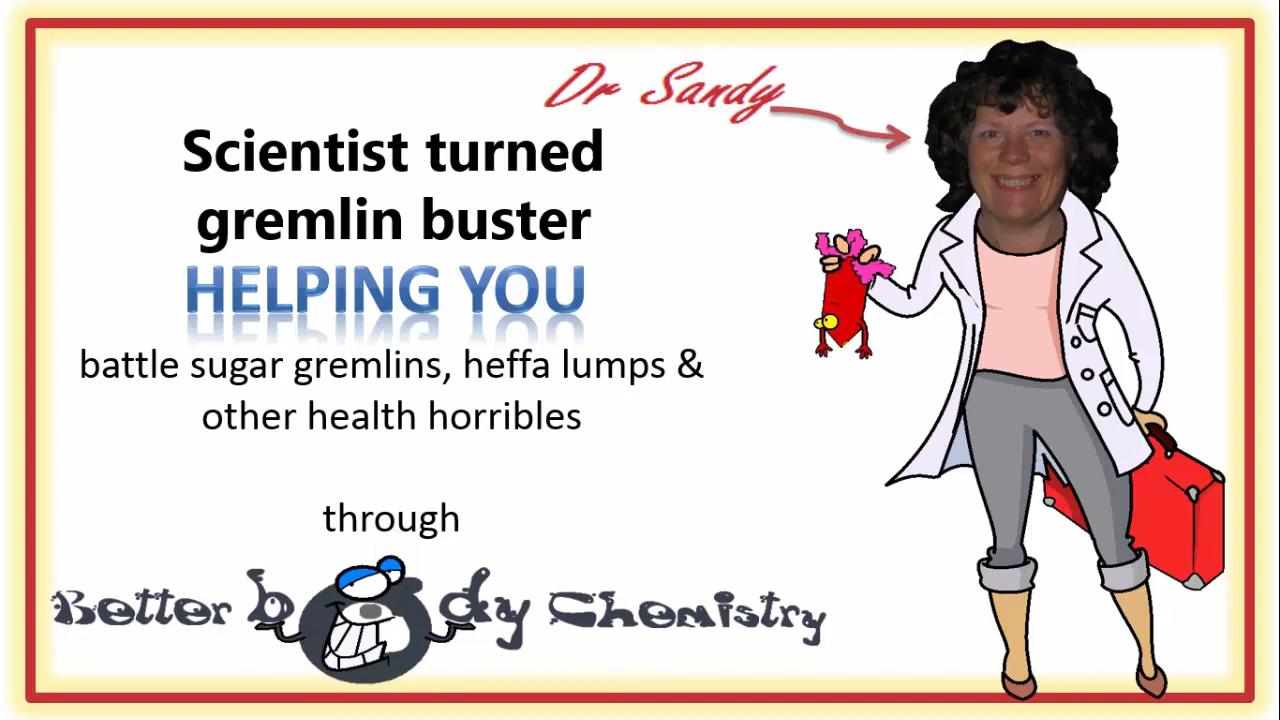 Dr Sandy
Scientist turned
gremlin buster
HELPING YOU
battle sugar gremlins, heffa lumps &
other health horribles
through
Better body Chemistry